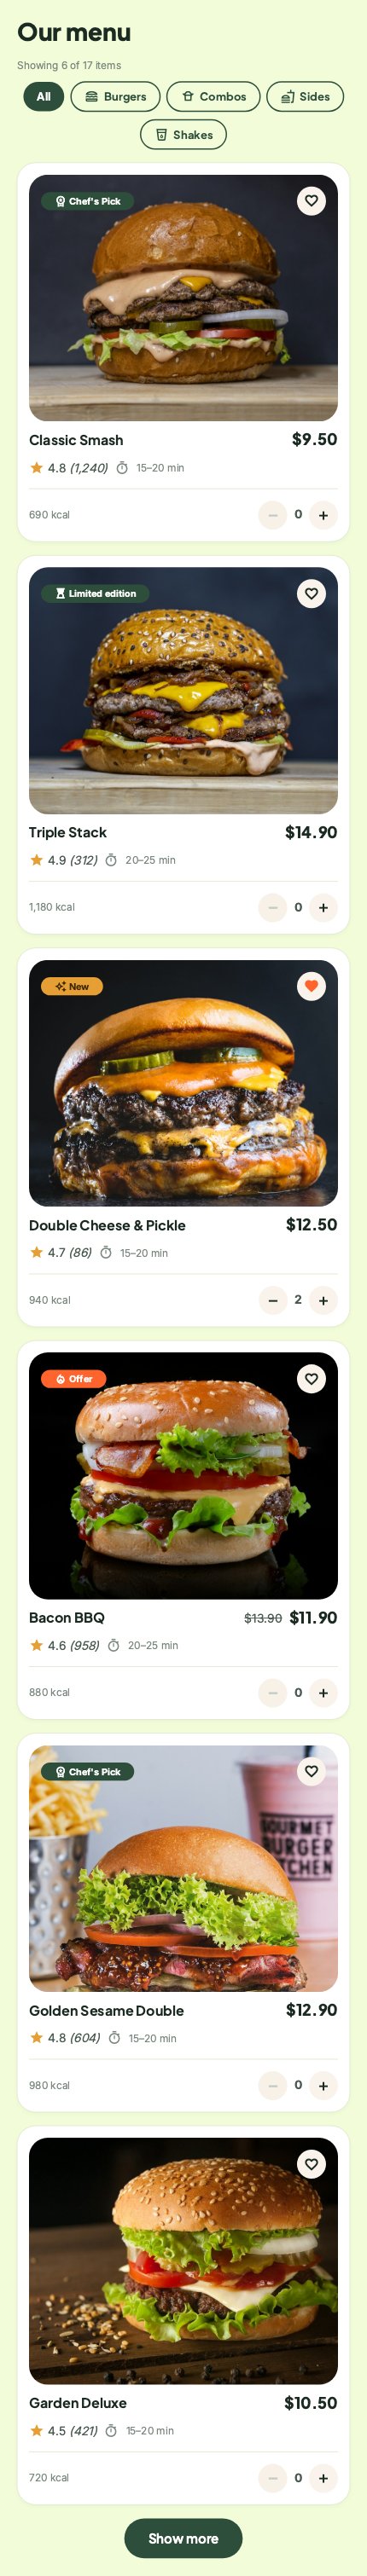 Our menu
Showing 6 of 17 items
All Burgers Combos Sides
Shakes
Chef's Pick
Classic Smash $9.50
4.8 (1,240) 15–20 min
690 kcal 0
Limited edition
Triple Stack $14.90
4.9 (312) 20–25 min
1,180 kcal 0
New
Double Cheese & Pickle $12.50
4.7 (86) 15–20 min
940 kcal 2
Offer
Bacon BBQ $13.90 $11.90
4.6 (958) 20–25 min
880 kcal 0
Chef's Pick
GOURMET
BURGER
KITCHEN
Golden Sesame Double $12.90
4.8 (604) 15–20 min
980 kcal 0
Garden Deluxe $10.50
4.5 (421) 15–20 min
720 kcal 0
Show more